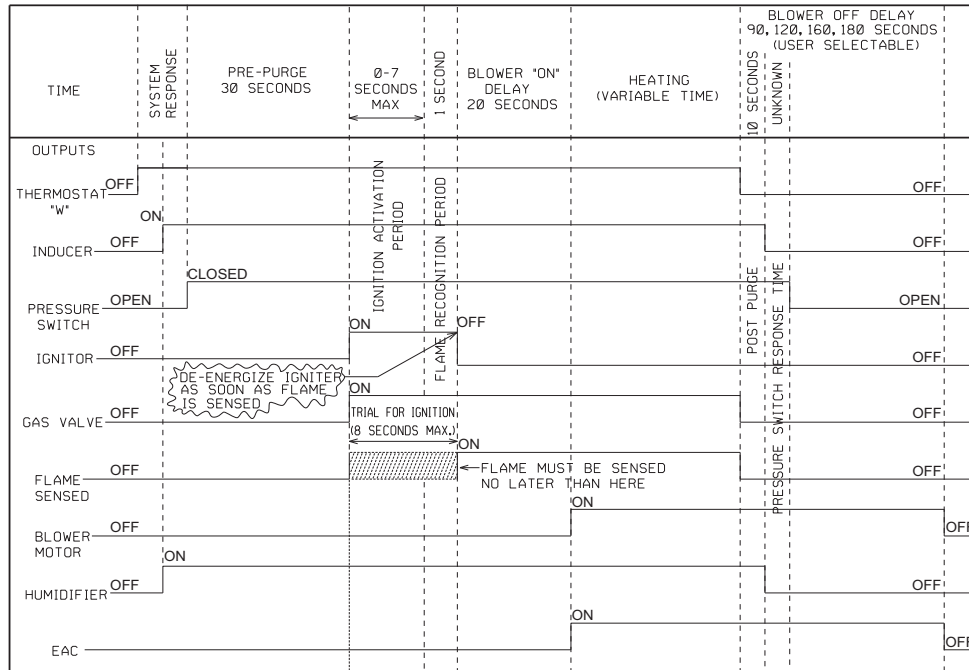 BLOWER OFF DELAY
90,120,160,180 SECONDS
(USER SELECTABLE)
TIME
SYSTEM
RESPONSE
PRE-PURGE
30 SECONDS
0-7
SECONDS
MAX
1 SECOND
BLOWER "ON"
DELAY
20 SECONDS
HEATING
(VARIABLE TIME)
10 SECONDS
UNKNOWN
OUTPUTS
THERMOSTAT
"W"
OFF
OFF
IGNITION ACTIVATION
PERIOD
FLAME RECOGNITION PERIOD
POST PURGE
PRESSURE SWITCH RESPONSE TIME
ON
INDUCER
OFF
OFF
CLOSED
PRESSURE
SWITCH
OPEN
OPEN
ON
OFF
IGNITOR
OFF
OFF
DE-ENERGIZE IGNITER
AS SOON AS FLAME
IS SENSED
ON
GAS VALVE
OFF
OFF
TRIAL FOR IGNITION
(8 SECONDS MAX.)
ON
FLAME
SENSED
OFF
OFF
FLAME MUST BE SENSED
NO LATER THAN HERE
ON
BLOWER
MOTOR
OFF
OFF
ON
HUMIDIFIER
OFF
OFF
ON
EAC
OFF